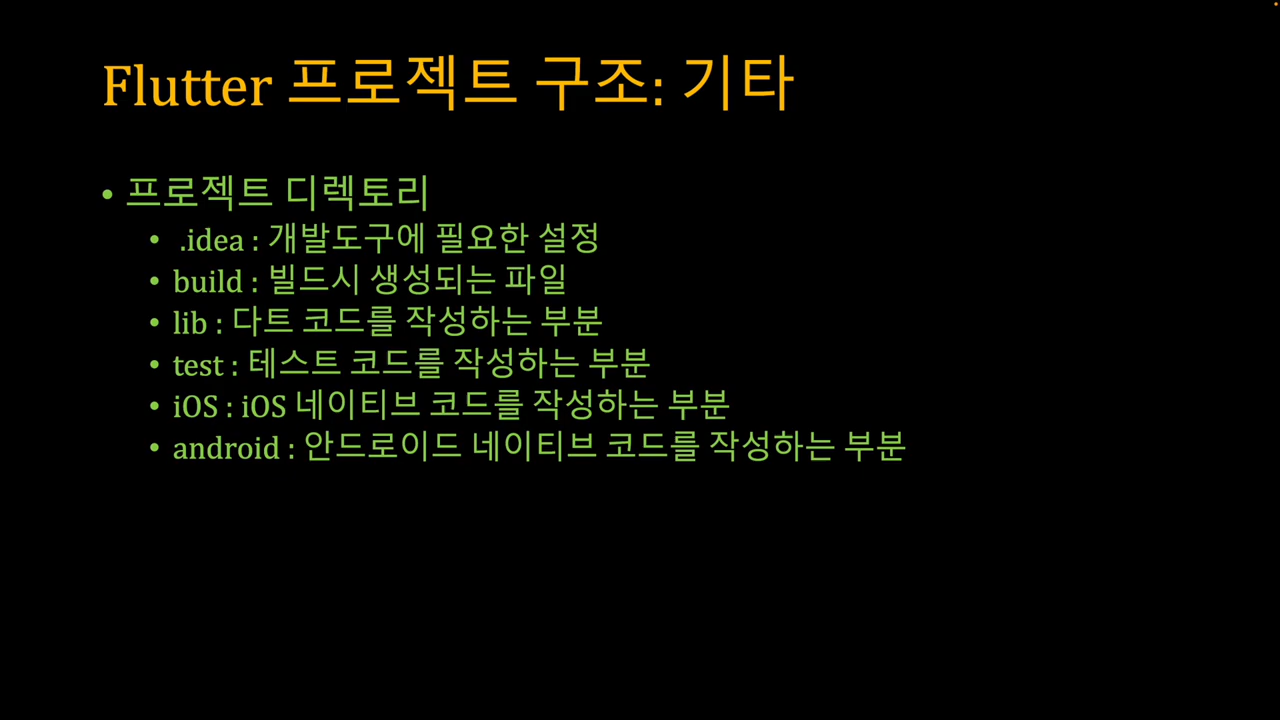 Flutter 프로젝트 구조: 기타
• 프로젝트 디렉토리
• .idea : 개발도구에 필요한 설정
• build : 빌드시 생성되는 파일
• lib : 다트 코드를 작성하는 부분
• test : 테스트 코드를 작성하는 부분
• iOS : iOS 네이티브 코드를 작성하는 부분
• android : 안드로이드 네이티브 코드를 작성하는 부분